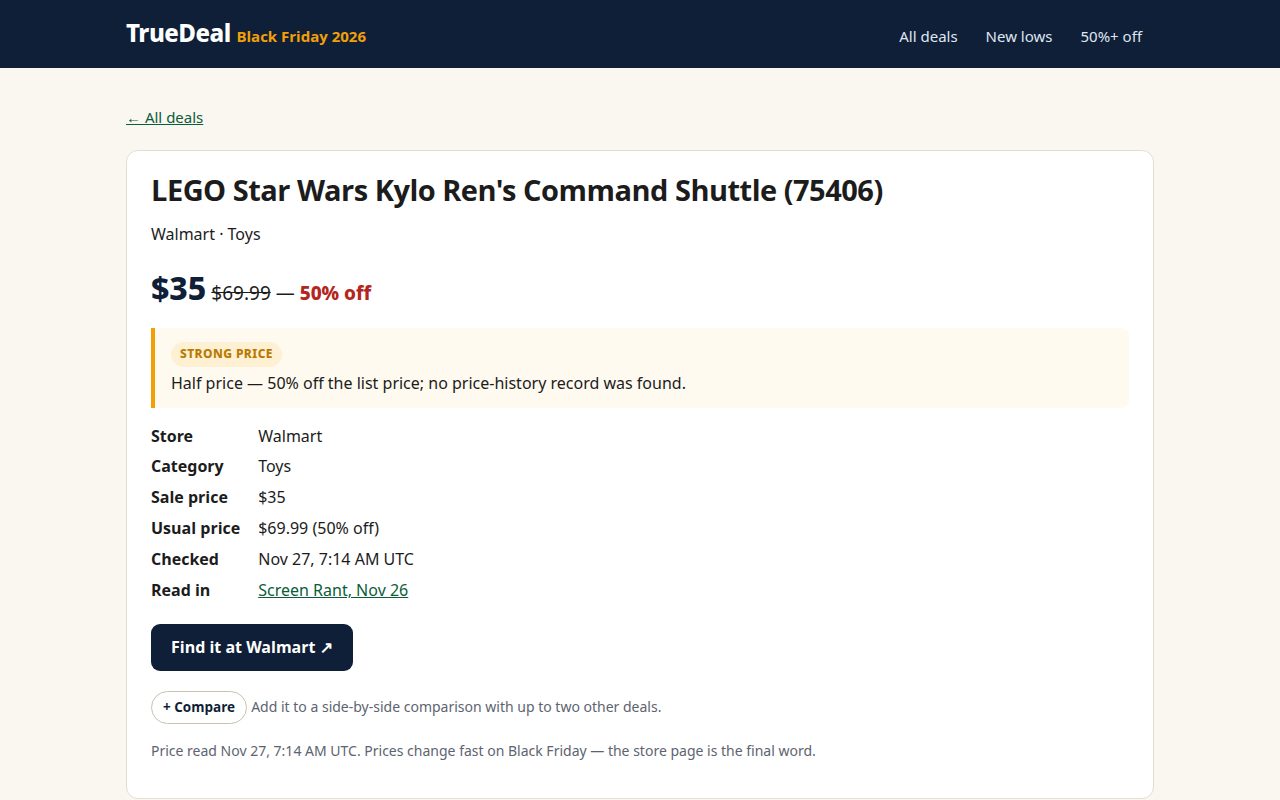 TrueDeal Black Friday 2026
All deals New lows 50%+ off
← All deals
LEGO Star Wars Kylo Ren's Command Shuttle (75406)
Walmart · Toys
$35 $69.99 — 50% off
STRONG PRICE
Half price — 50% off the list price; no price-history record was found.
Store Walmart
Category Toys
Sale price $35
Usual price $69.99 (50% off)
Checked Nov 27, 7:14 AM UTC
Read in Screen Rant, Nov 26
Find it at Walmart ↗
+ Compare Add it to a side-by-side comparison with up to two other deals.
Price read Nov 27, 7:14 AM UTC. Prices change fast on Black Friday — the store page is the final word.